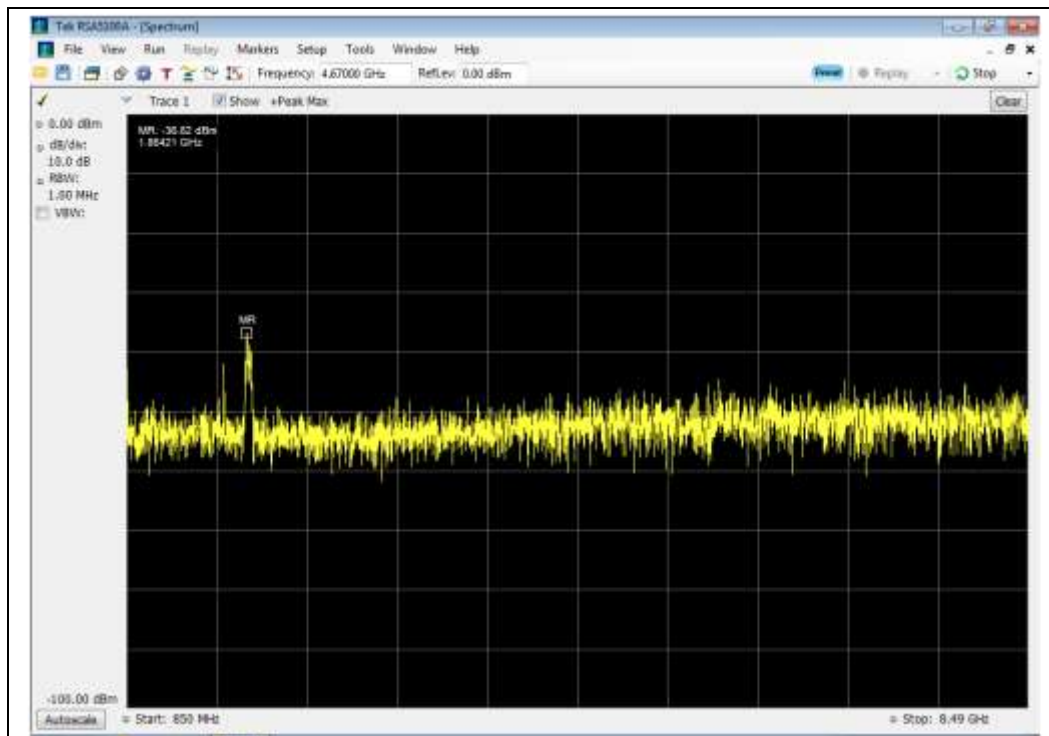 Tek RSA5100A - [Spectrum]
File View Run Replay Markers Setup Tools Window Help
Frequency: 4.67000 GHz RefLev: 0.00 dBm Preset Replay Stop
Trace 1 Show +Peak Max Clear
0.00 dBm
dB/div:
10.0 dB
RBW:
1.00 MHz
VBW:
MR: -36.82 dBm
1.86421 GHz
MR
-100.00 dBm
Autoscale Start: 850 MHz Stop: 8.49 GHz